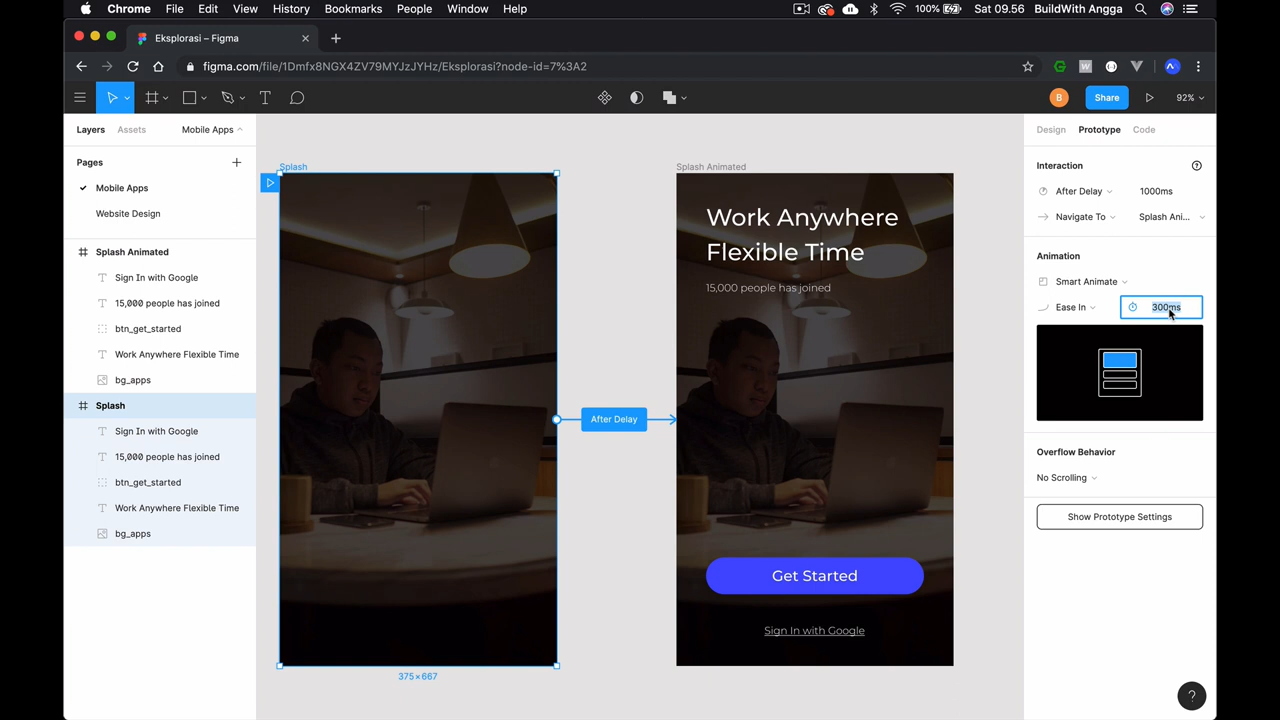 Chrome File Edit View History Bookmarks People Window Help 100% Sat 09.56 BuildWith Angga
Eksplorasi – Figma
figma.com/file/1Dmfx8NGX4ZV79MYJzJYHz/Eksplorasi?node-id=7%3A2
B Share 92%
Layers Assets Mobile Apps
Pages
Mobile Apps
Website Design
Splash Animated
Sign In with Google
15,000 people has joined
btn_get_started
Work Anywhere Flexible Time
bg_apps
Splash
Sign In with Google
15,000 people has joined
btn_get_started
Work Anywhere Flexible Time
bg_apps
Splash
After Delay
375×667
Splash Animated
Work Anywhere
Flexible Time
15,000 people has joined
Get Started
Sign In with Google
Design Prototype Code
Interaction
After Delay 1000ms
Navigate To Splash Ani...
Animation
Smart Animate
Ease In 300ms
Overflow Behavior
No Scrolling
Show Prototype Settings
?